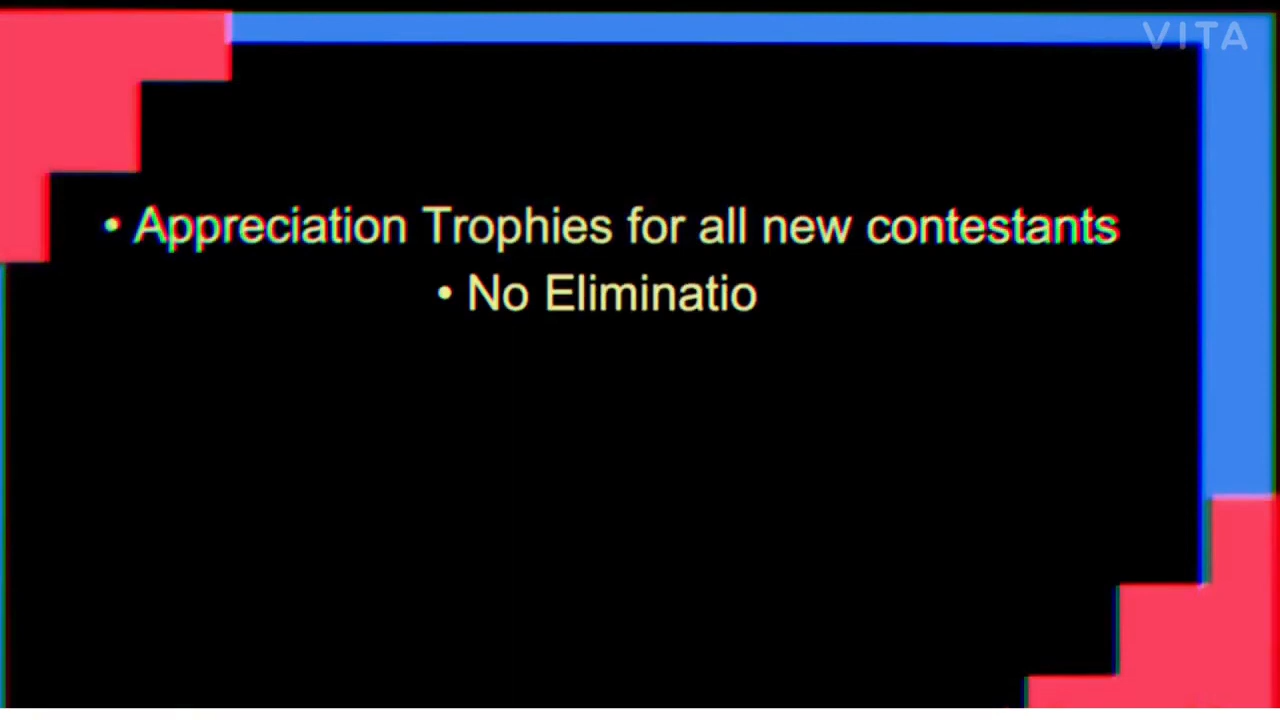 VITA
• Appreciation Trophies for all new contestants
• No Eliminatio